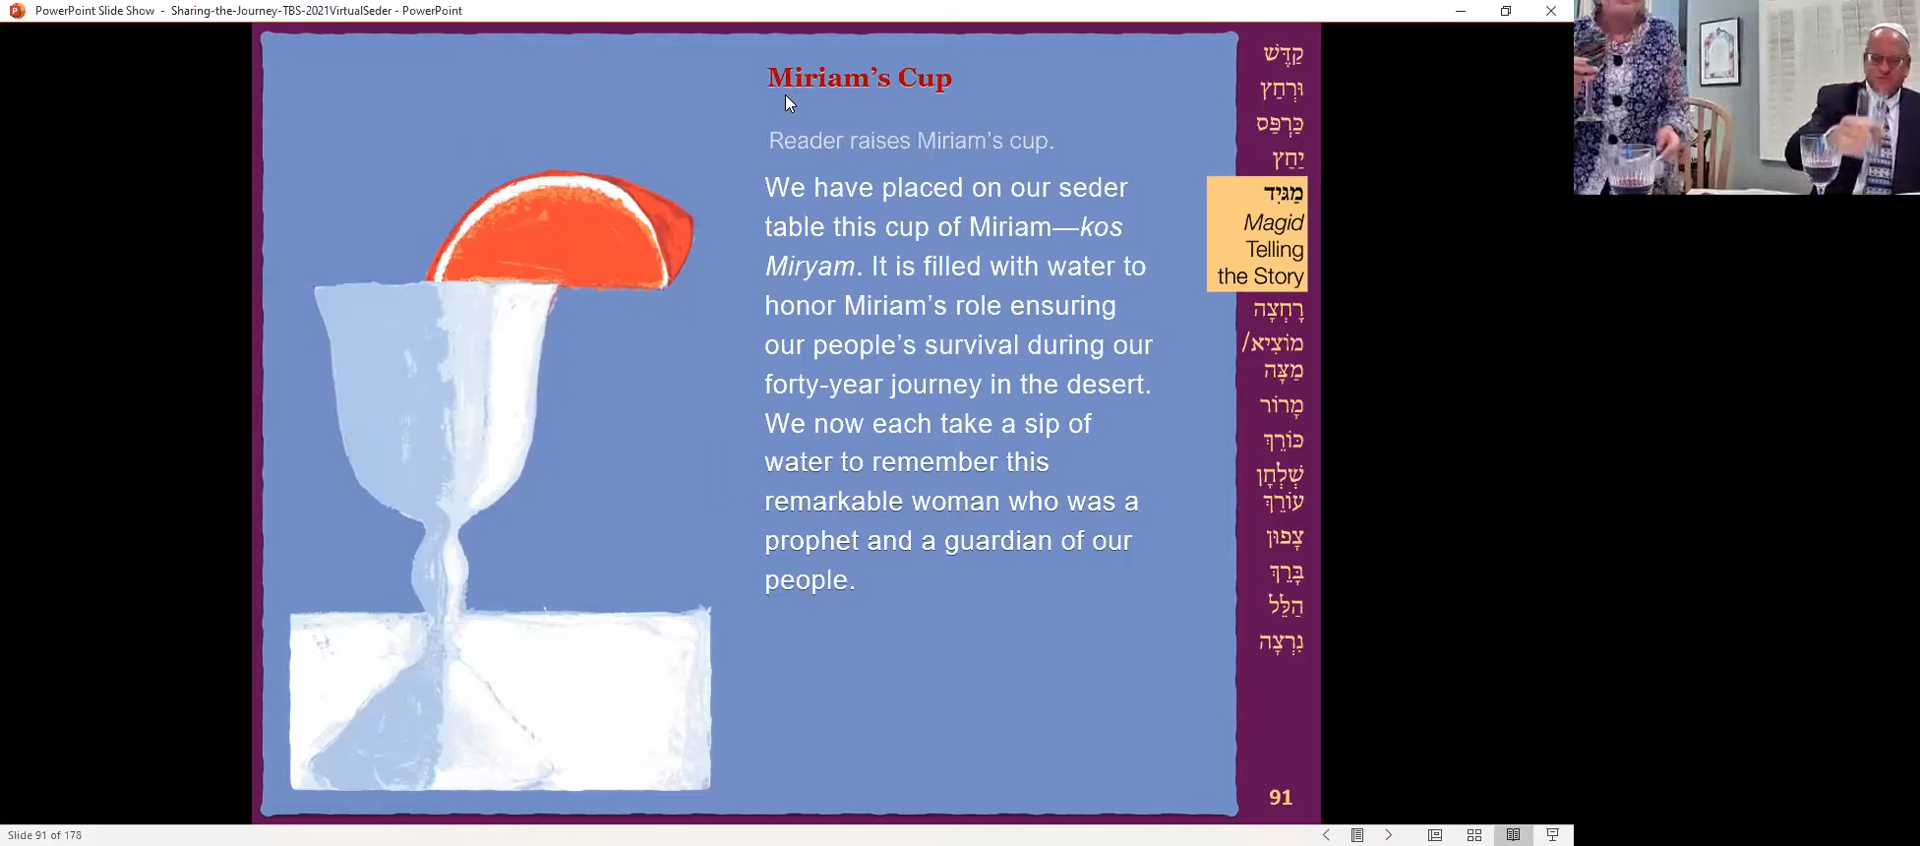 PowerPoint Slide Show - Sharing-the-Journey-TBS-2021VirtualSeder - PowerPoint
Miriam’s Cup
Reader raises Miriam’s cup.
We have placed on our seder
table this cup of Miriam—kos
Miryam. It is filled with water to
honor Miriam’s role ensuring
our people’s survival during our
forty-year journey in the desert.
We now each take a sip of
water to remember this
remarkable woman who was a
prophet and a guardian of our
people.
קַדֵּשׁ
וּרְחַץ
כַּרְפַּס
יַחַץ
מַגִּיד
Magid
Telling
the Story
רָחְצָה
מוֹצִיא/
מַצָּה
מָרוֹר
כּוֹרֵךְ
שֻׁלְחָן
עוֹרֵךְ
צָפוּן
בָּרֵךְ
הַלֵּל
נִרְצָה
91
Slide 91 of 178